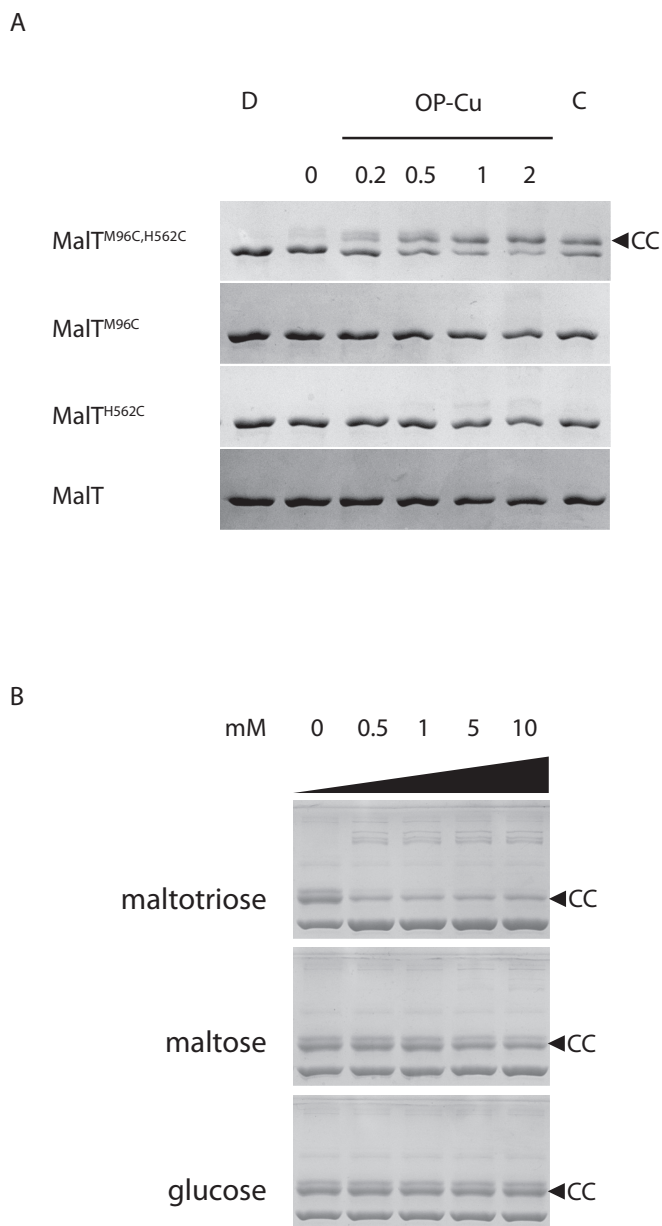 A
D OP-Cu C
0 0.2 0.5 1 2
MalT^M96C,H562C CC
MalT^M96C
MalT^H562C
MalT
B
mM 0 0.5 1 5 10
maltotriose CC
maltose CC
glucose CC